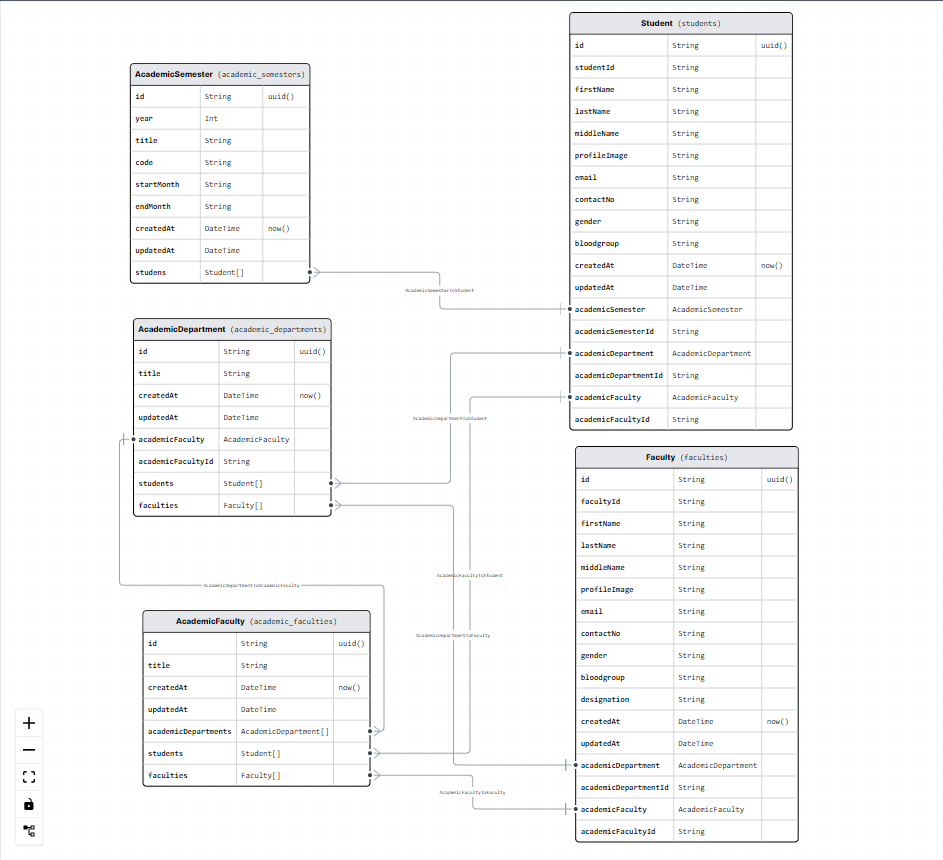 AcademicSemester (academic_semesters)
id String uuid()
year Int
title String
code String
startMonth String
endMonth String
createdAt DateTime now()
updatedAt DateTime
studens Student[]
AcademicDepartment (academic_departments)
id String uuid()
title String
createdAt DateTime now()
updatedAt DateTime
academicFaculty AcademicFaculty
academicFacultyId String
students Student[]
faculties Faculty[]
AcademicFaculty (academic_faculties)
id String uuid()
title String
createdAt DateTime now()
updatedAt DateTime
academicDepartments AcademicDepartment[]
students Student[]
faculties Faculty[]
AcademicSemesterToStudent
AcademicDepartmentToStudent
AcademicFacultyToStudent
AcademicDepartmentToAcademicFaculty
AcademicDepartmentToFaculty
AcademicFacultyToFaculty
Student (students)
id String uuid()
studentId String
firstName String
lastName String
middleName String
profileImage String
email String
contactNo String
gender String
bloodgroup String
createdAt DateTime now()
updatedAt DateTime
academicSemester AcademicSemester
academicSemesterId String
academicDepartment AcademicDepartment
academicDepartmentId String
academicFaculty AcademicFaculty
academicFacultyId String
Faculty (faculties)
id String uuid()
facultyId String
firstName String
lastName String
middleName String
profileImage String
email String
contactNo String
gender String
bloodgroup String
designation String
createdAt DateTime now()
updatedAt DateTime
academicDepartment AcademicDepartment
academicDepartmentId String
academicFaculty AcademicFaculty
academicFacultyId String